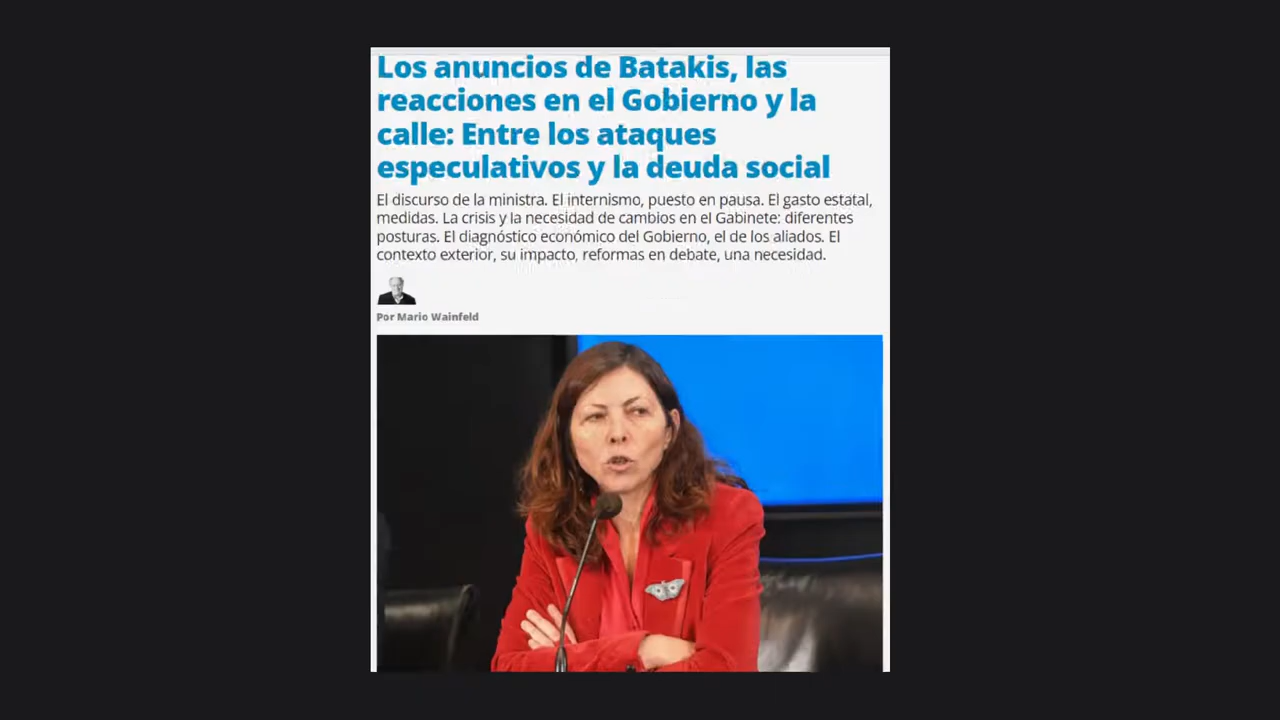 Los anuncios de Batakis, las
reacciones en el Gobierno y la
calle: Entre los ataques
especulativos y la deuda social
El discurso de la ministra. El internismo, puesto en pausa. El gasto estatal,
medidas. La crisis y la necesidad de cambios en el Gabinete: diferentes
posturas. El diagnóstico económico del Gobierno, el de los aliados. El
contexto exterior, su impacto, reformas en debate, una necesidad.
Por Mario Wainfeld